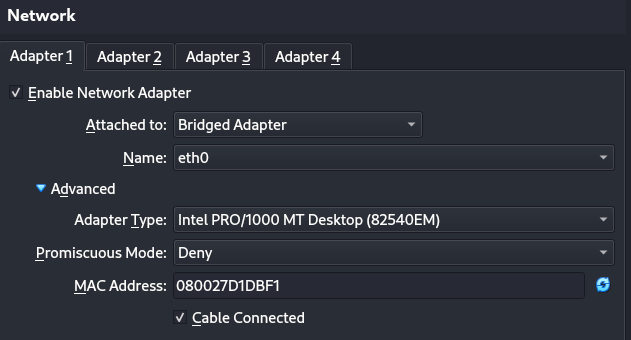 Network
Adapter 1 Adapter 2 Adapter 3 Adapter 4
Enable Network Adapter
Attached to: Bridged Adapter
Name: eth0
Advanced
Adapter Type: Intel PRO/1000 MT Desktop (82540EM)
Promiscuous Mode: Deny
MAC Address: 080027D1DBF1
Cable Connected